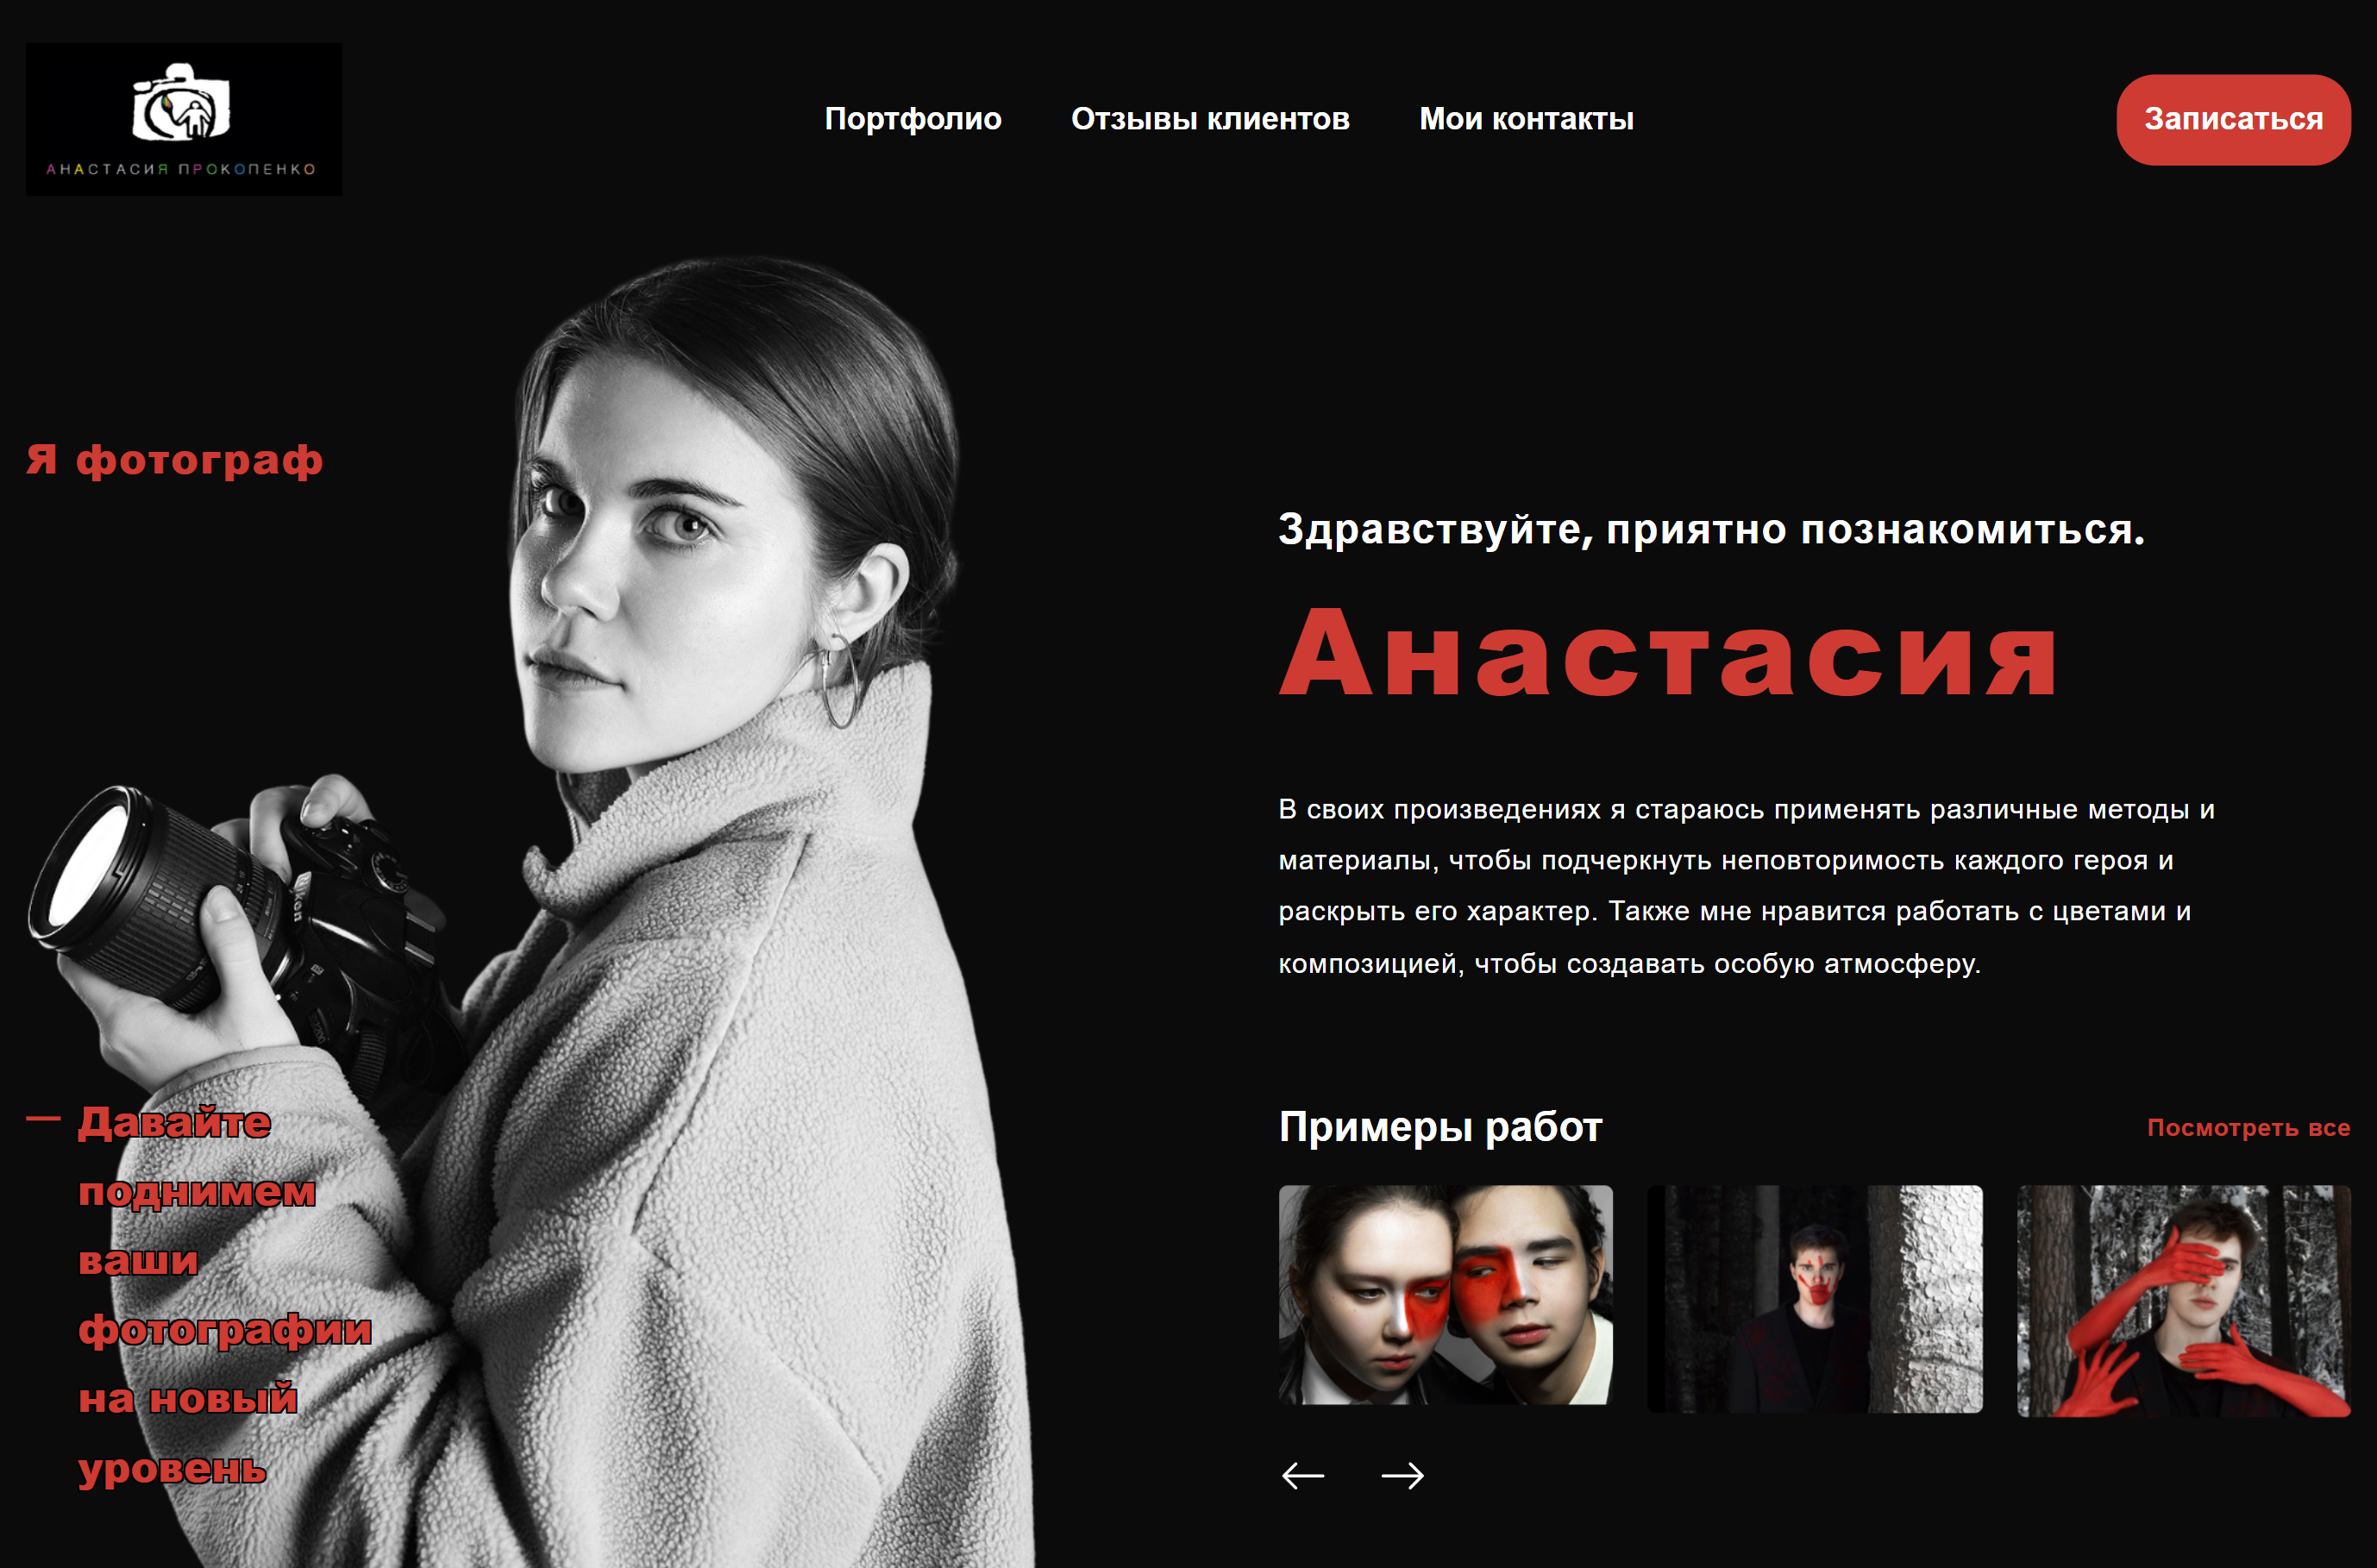 АНАСТАСИЯ ПРОКОПЕНКО
Портфолио
Отзывы клиентов
Мои контакты
Записаться
Я фотограф
Здравствуйте, приятно познакомиться.
Анастасия
В своих произведениях я стараюсь применять различные методы и
материалы, чтобы подчеркнуть неповторимость каждого героя и
раскрыть его характер. Также мне нравится работать с цветами и
композицией, чтобы создавать особую атмосферу.
— Давайте
поднимем
ваши
фотографии
на новый
уровень
Примеры работ
Посмотреть все